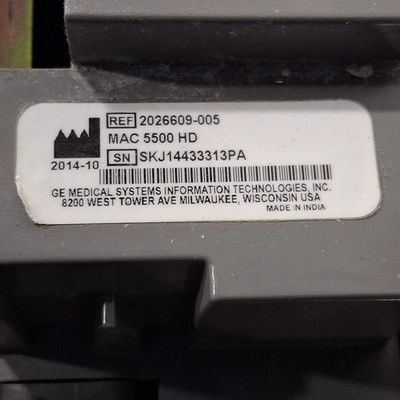 REF 2026609-005
MAC 5500 HD
2014-10 SN SKJ14433313PA
GE MEDICAL SYSTEMS INFORMATION TECHNOLOGIES, INC.
8200 WEST TOWER AVE MILWAUKEE, WISCONSIN USA
MADE IN INDIA